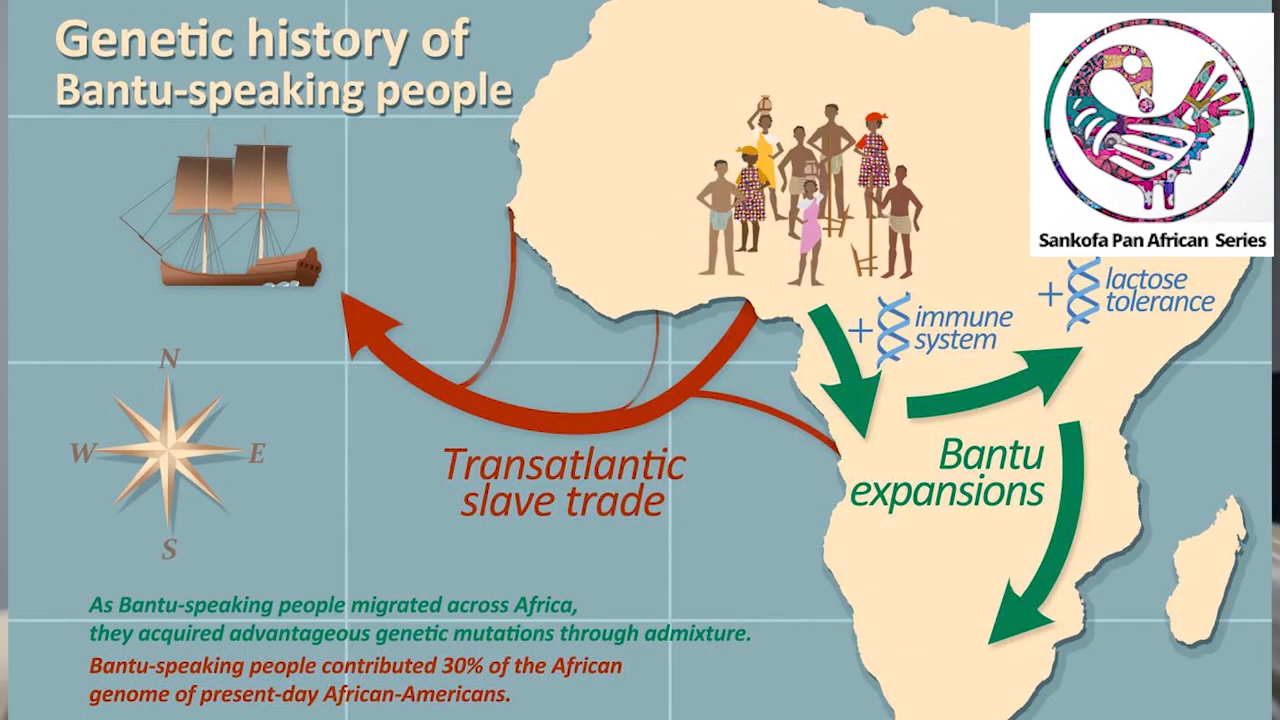 Genetic history of
Bantu-speaking people
Sankofa Pan African Series
+ lactose
tolerance
+ immune
system
N
W
E
S
Transatlantic
slave trade
Bantu
expansions
As Bantu-speaking people migrated across Africa,
they acquired advantageous genetic mutations through admixture.
Bantu-speaking people contributed 30% of the African
genome of present-day African-Americans.